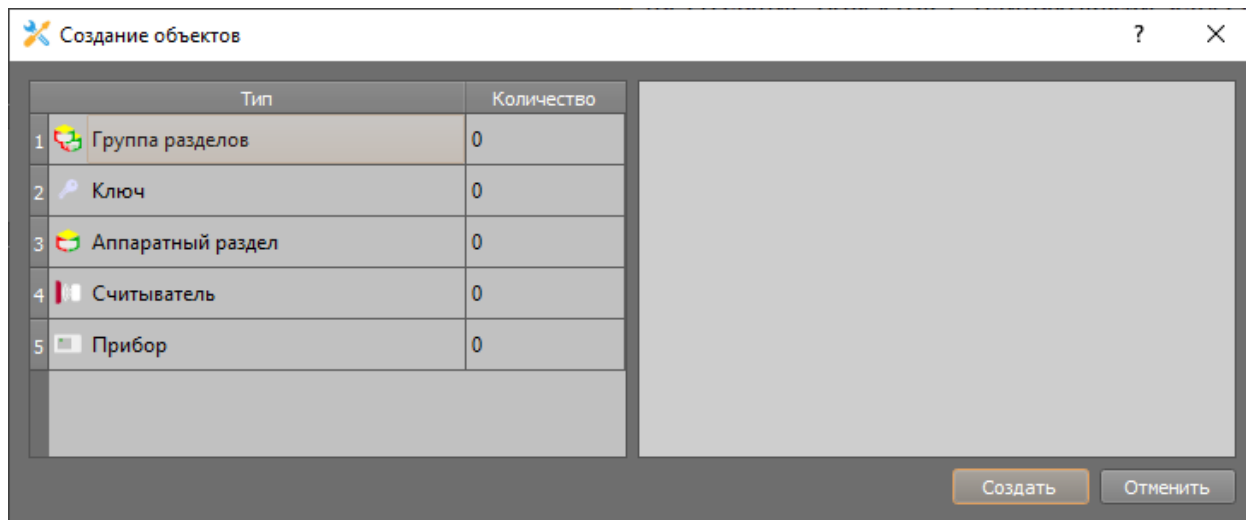 Создание объектов ?
Тип Количество
1 Группа разделов 0
2 Ключ 0
3 Аппаратный раздел 0
4 Считыватель 0
5 Прибор 0
Создать Отменить